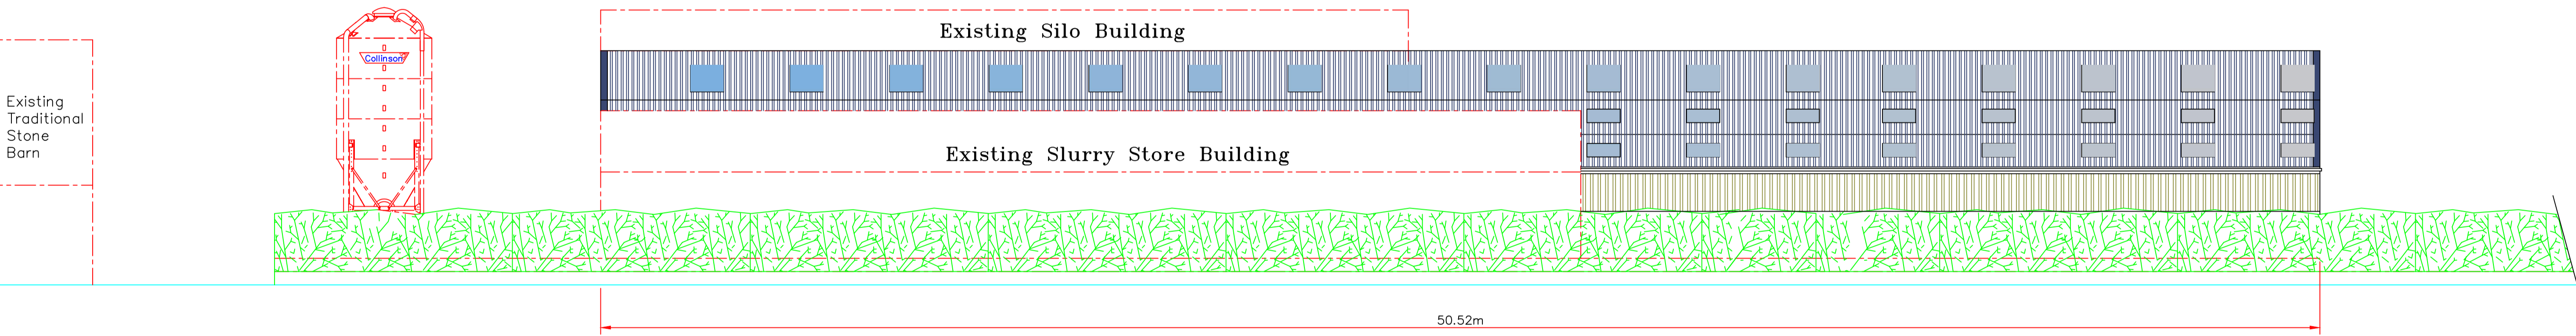 Existing Silo Building
Collinson
Existing
Traditional
Stone
Barn
Existing Slurry Store Building
50.52m